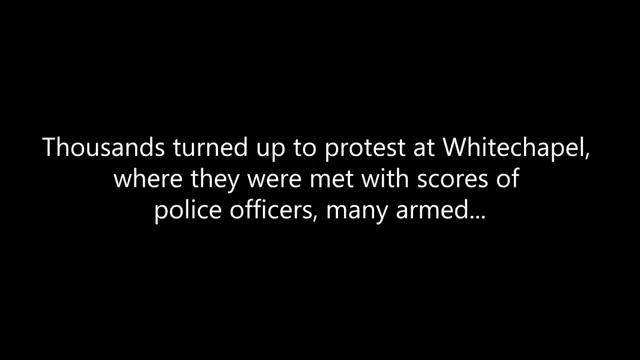 Thousands turned up to protest at Whitechapel,
where they were met with scores of
police officers, many armed...